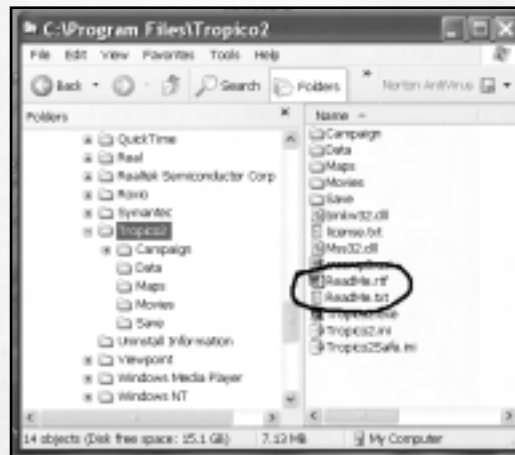 C:\Program Files\Tropico2
File Edit View Favorites Tools Help
Back Search Folders » Norton AntiVirus
Folders
QuickTime
Real
Realtek Semiconductor Corp
Roxio
Symantec
Tropico2
Campaign
Data
Maps
Movies
Save
Uninstall Information
Viewpoint
Windows Media Player
Windows NT
Name
Campaign
Data
Maps
Movies
Save
binkw32.dll
license.txt
Mss32.dll
ReadMe.rtf
ReadMe.txt
Tropico2.ini
Tropico2Safe.ini
14 objects (Disk free space: 15.1 GB) 7.13 MB My Computer